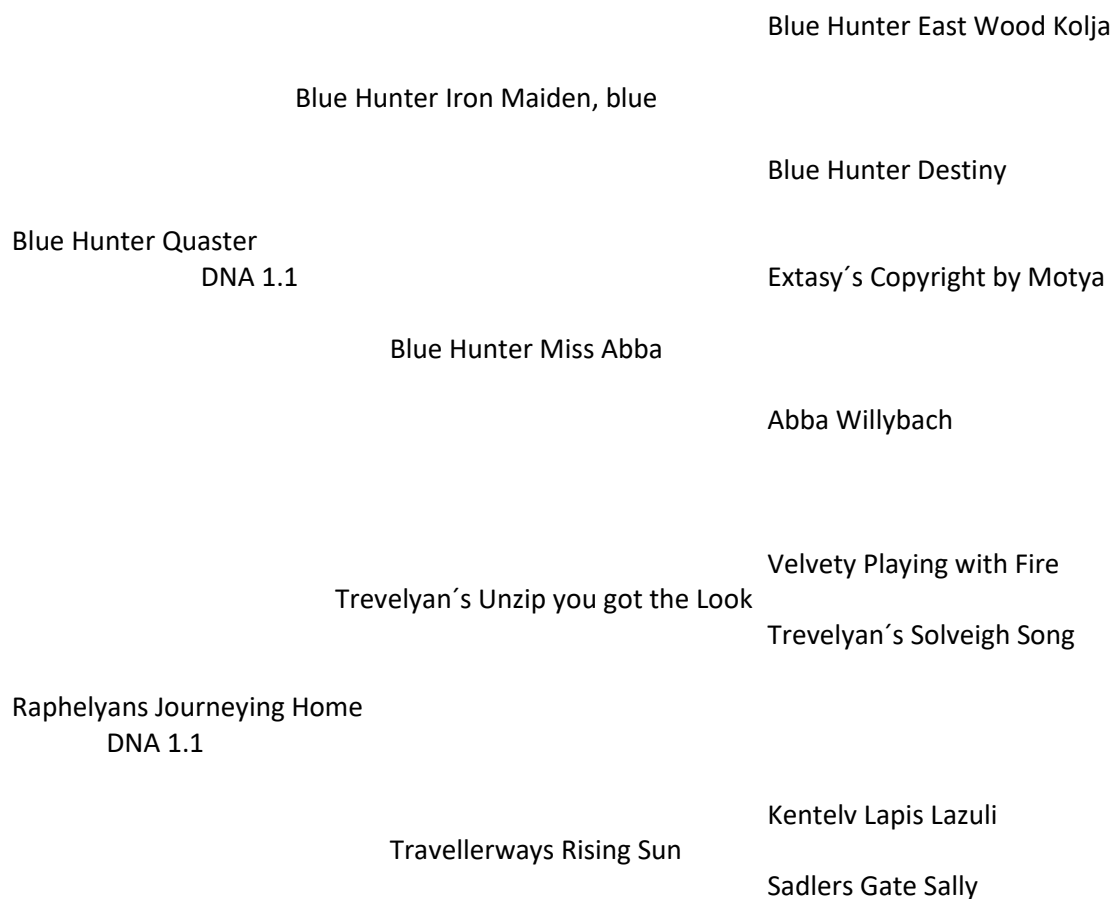 Blue Hunter East Wood Kolja
Blue Hunter Iron Maiden, blue
Blue Hunter Destiny
Blue Hunter Quaster
DNA 1.1
Extasy´s Copyright by Motya
Blue Hunter Miss Abba
Abba Willybach
Velvety Playing with Fire
Trevelyan´s Unzip you got the Look
Trevelyan´s Solveigh Song
Raphelyans Journeying Home
DNA 1.1
Kentelv Lapis Lazuli
Travellerways Rising Sun
Sadlers Gate Sally